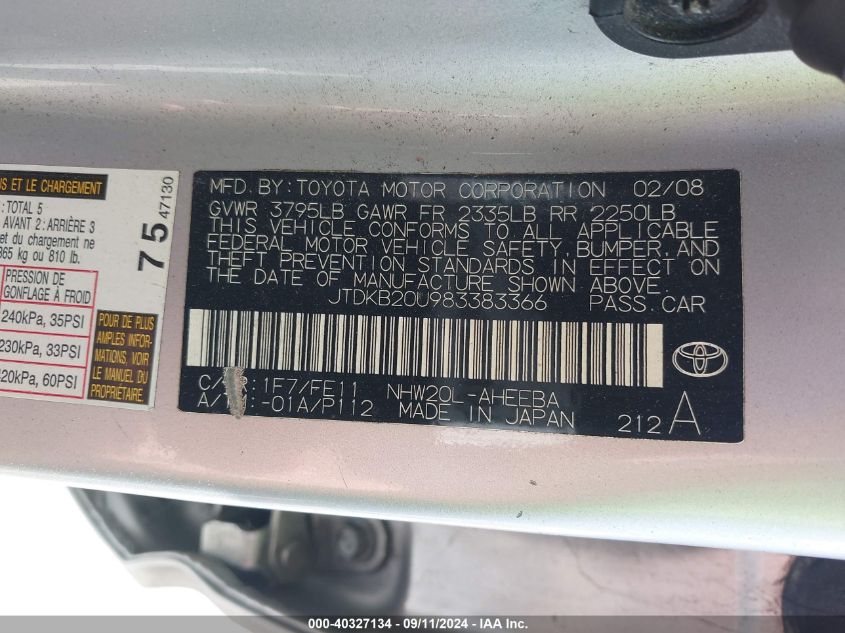 US ET LE CHARGEMENT
: TOTAL 5
AVANT 2: ARRIÈRE 3
et du chargement ne
365 kg ou 810 lb.
PRESSION DE
GONFLAGE À FROID
240kPa, 35PSI
230kPa, 33PSI
420kPa, 60PSI
POUR DE PLUS
AMPLES INFOR-
MATIONS, VOIR
LE MANUEL DU
PROPRIÉTAIRE
75
47130
MFD. BY: TOYOTA MOTOR CORPORATION 02/08
GVWR 3795LB GAWR FR 2335LB RR 2250LB
THIS VEHICLE CONFORMS TO ALL APPLICABLE
FEDERAL MOTOR VEHICLE SAFETY, BUMPER, AND
THEFT PREVENTION STANDARDS IN EFFECT ON
THE DATE OF MANUFACTURE SHOWN ABOVE.
JTDKB20U983383366 PASS. CAR
1F7/FE11 NHW20L-AHEEBA
-01A/P112 MADE IN JAPAN 212 A
000-40327134 - 09/11/2024 - IAA Inc.